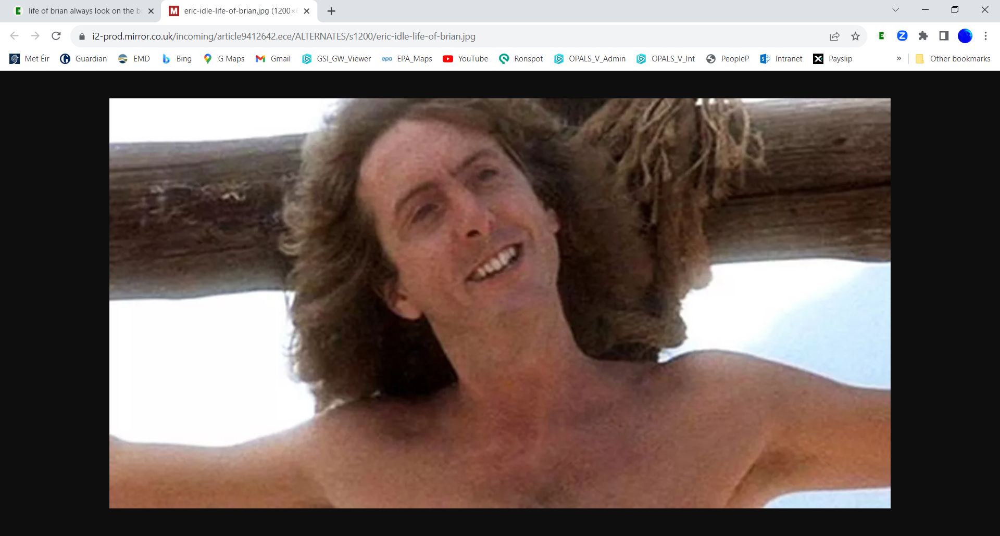 life of brian always look on the b
eric-idle-life-of-brian.jpg (1200×
i2-prod.mirror.co.uk/incoming/article9412642.ece/ALTERNATES/s1200/eric-idle-life-of-brian.jpg
Met Éir Guardian EMD Bing G Maps Gmail GSI_GW_Viewer EPA_Maps YouTube Ronspot OPALS_V_Admin OPALS_V_Int PeopleP Intranet Payslip » Other bookmarks